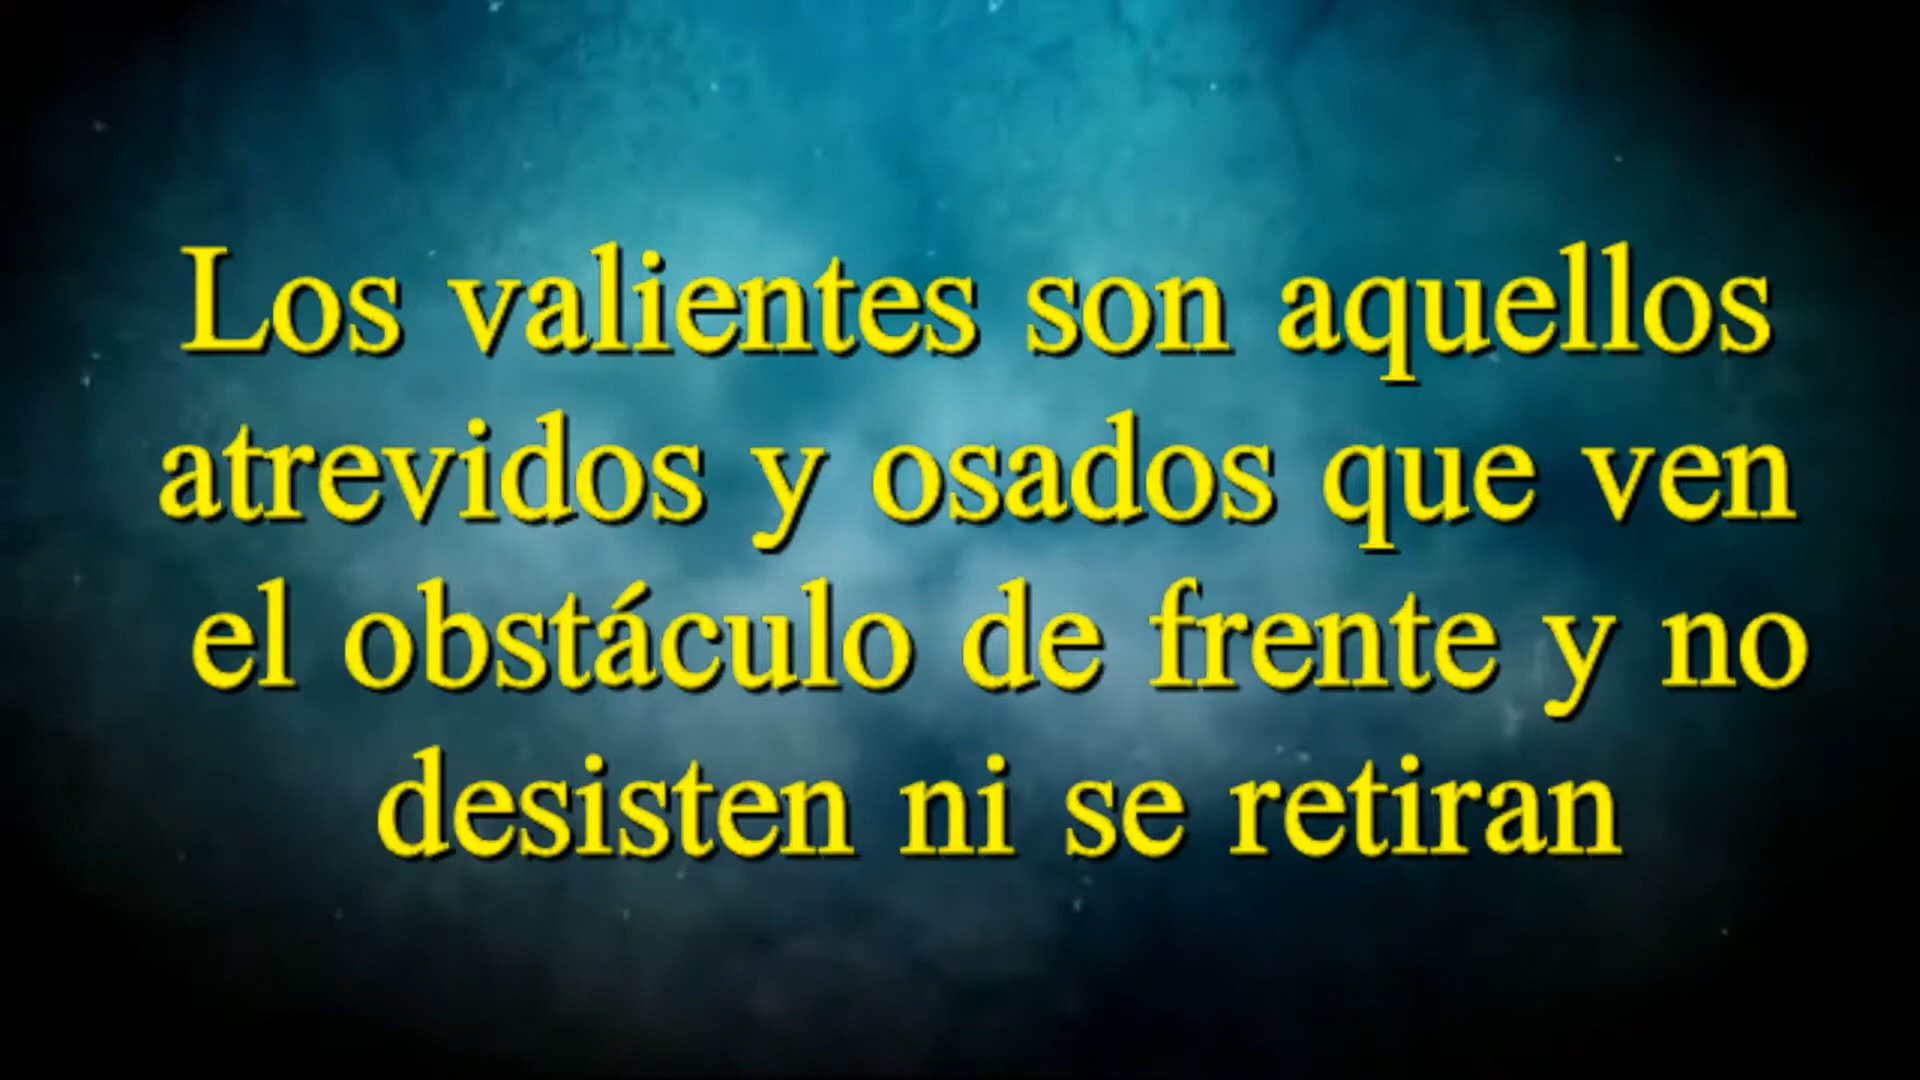 Los valientes son aquellos
atrevidos y osados que ven
el obstáculo de frente y no
desisten ni se retiran